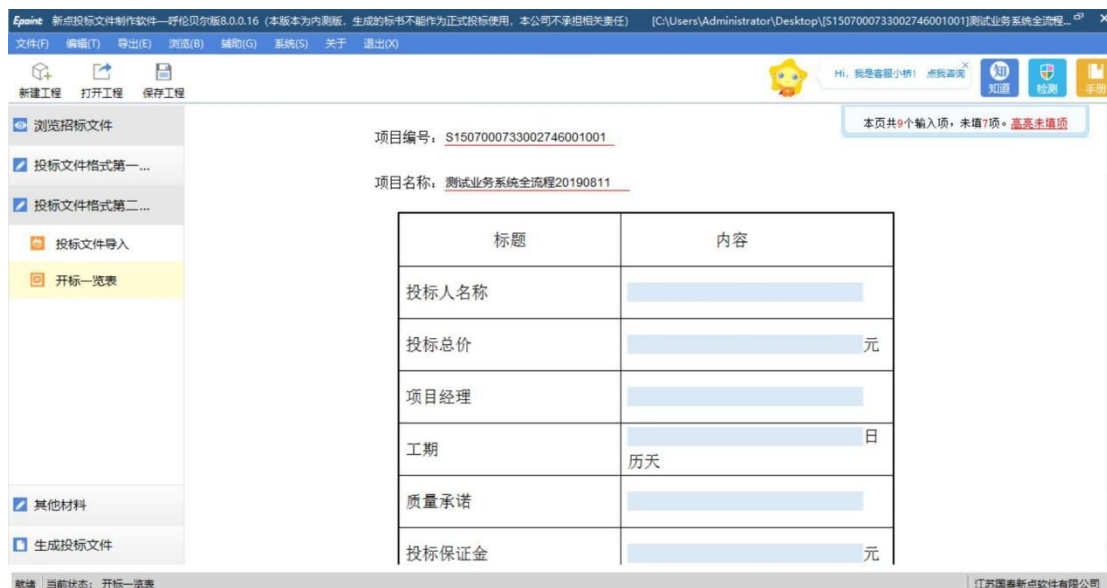 Epoint 新点投标文件制作软件—呼伦贝尔版8.0.0.16（本版本为内测版，生成的标书不能作为正式投标使用，本公司不承担相关责任） [C:\Users\Administrator\Desktop\[S1507000733002746001001]测试业务系统全流程...
文件(F) 编辑(T) 导出(E) 浏览(B) 辅助(G) 系统(S) 关于 退出(X)
新建工程 打开工程 保存工程
Hi，我是客服小桥！ 点我咨询
知 知道 检测 手册
浏览招标文件
本页共9个输入项，未填7项。高亮未填项
项目编号：S1507000733002746001001
投标文件格式第一...
项目名称：测试业务系统全流程20190811
投标文件格式第二...
标题 内容
投标文件导入
开标一览表
投标人名称
投标总价 元
项目经理
工期 日
历天
质量承诺
其他材料
投标保证金 元
生成投标文件
就绪 当前状态：开标一览表 江苏国泰新点软件有限公司